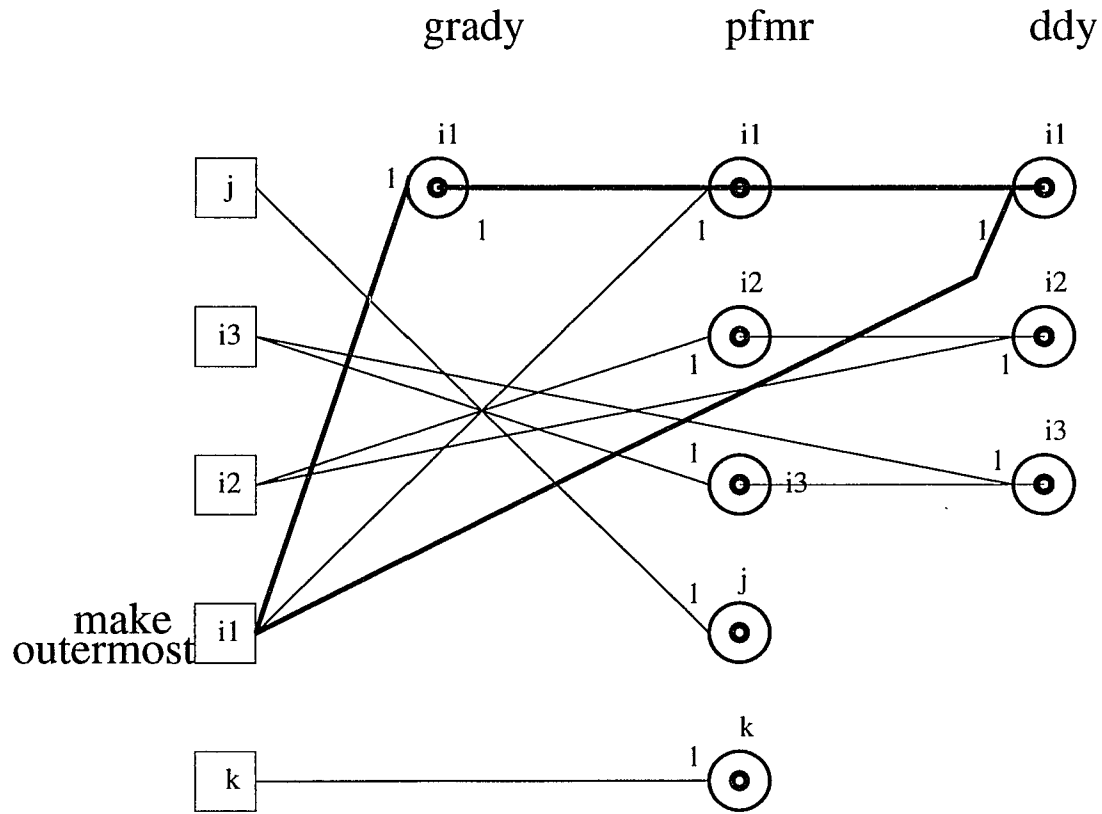 grady pfmr ddy
i1 i1 i1
j 1
1 1 1
i2 i2
i3
1 1
i3
1 1
i2 i3
j
1
make
outermost i1
k
1
k